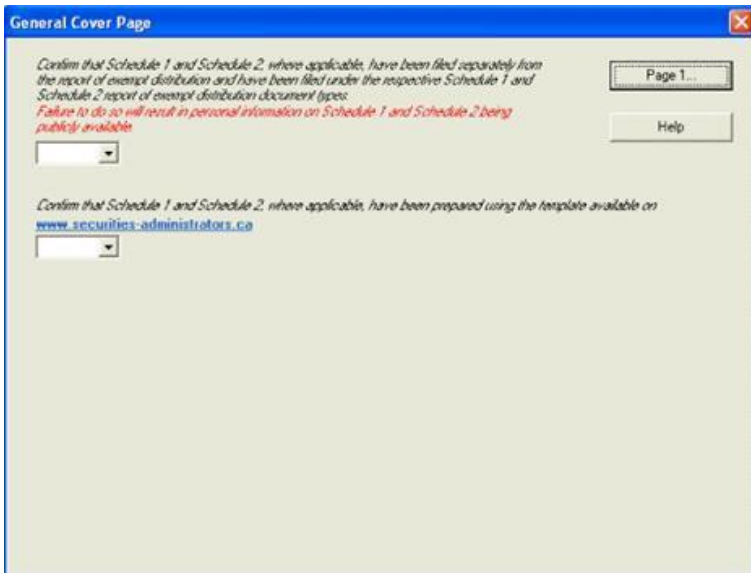 General Cover Page
Confirm that Schedule 1 and Schedule 2, where applicable, have been filed separately from
the report of exempt distribution and have been filed under the respective Schedule 1 and
Schedule 2 report of exempt distribution document types.
Failure to do so will result in personal information on Schedule 1 and Schedule 2 being
publicly available.
Page 1...
Help
Confirm that Schedule 1 and Schedule 2, where applicable, have been prepared using the template available on
www.securities-administrators.ca